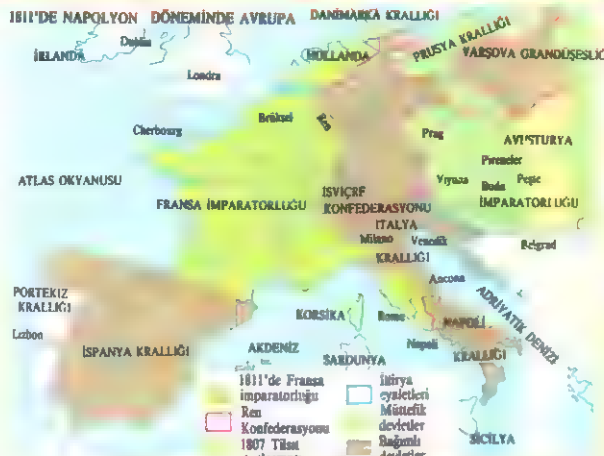 1811'DE NAPOLYON DÖNEMİNDE AVRUPA
DANİMARKA KRALLIĞI
İRLANDA
Dublin
Londra
HOLLANDA
PRUSYA KRALLIĞI
VARŞOVA GRANDÜŞESLİĞİ
Cherbourg
Brüksel
Ren
Prag
AVUSTURYA
Pireneler
ATLAS OKYANUSU
Viyana
Buda
Peşte
FRANSA İMPARATORLUĞU
İSVİÇRE
KONFEDERASYONU
İMPARATORLUĞU
İTALYA
Milano
Venedik
KRALLIĞI
Belgrad
Ancona
ADRİYATİK DENİZİ
PORTEKİZ
KRALLIĞI
Lizbon
İSPANYA KRALLIĞI
KORSİKA
Roma
NAPOLİ
KRALLIĞI
Napoli
AKDENİZ
SARDUNYA
SİCİLYA
1811'de Fransa
imparatorluğu
Ren
Konfederasyonu
1807 Tilsit
İlirya
eyaletleri
Müttefik
devletler
Bağımlı
devletler